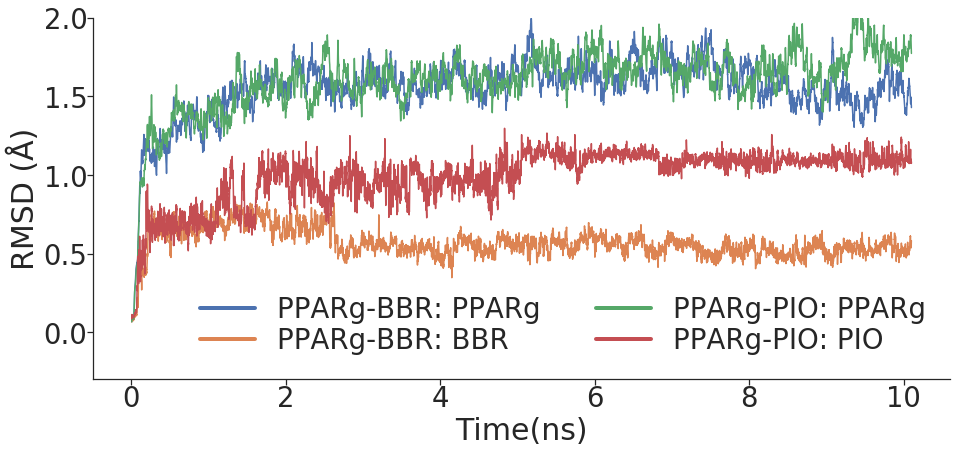 2.0
1.5
1.0
0.5
0.0
RMSD (Å)
PPARg-BBR: PPARg
PPARg-BBR: BBR
PPARg-PIO: PPARg
PPARg-PIO: PIO
0 2 4 6 8 10
Time(ns)